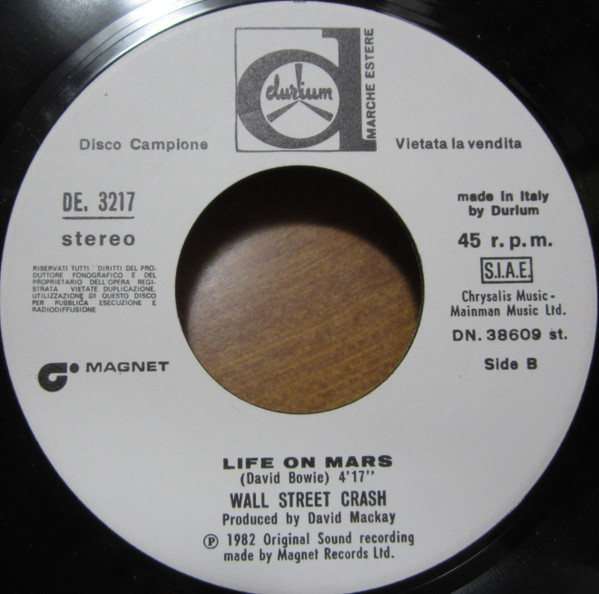 durium
MARCHE ESTERE
Disco Campione
Vietata la vendita
DE. 3217
stereo
RISERVATI TUTTI I DIRITTI DEL PRO-
DUTTORE FONOGRAFICO E DEL
PROPRIETARIO DELL'OPERA REGI-
STRATA VIETATE DUPLICAZIONE,
UTILIZZAZIONE DI QUESTO DISCO
PER PUBBLICA ESECUZIONE E
RADIODIFFUSIONE
MAGNET
made in Italy
by Durium
45 r.p.m.
S.I.A.E.
Chrysalis Music -
Mainman Music Ltd.
DN. 38609 st.
Side B
LIFE ON MARS
(David Bowie) 4'17''
WALL STREET CRASH
Produced by David Mackay
Ⓟ 1982 Original Sound recording
made by Magnet Records Ltd.